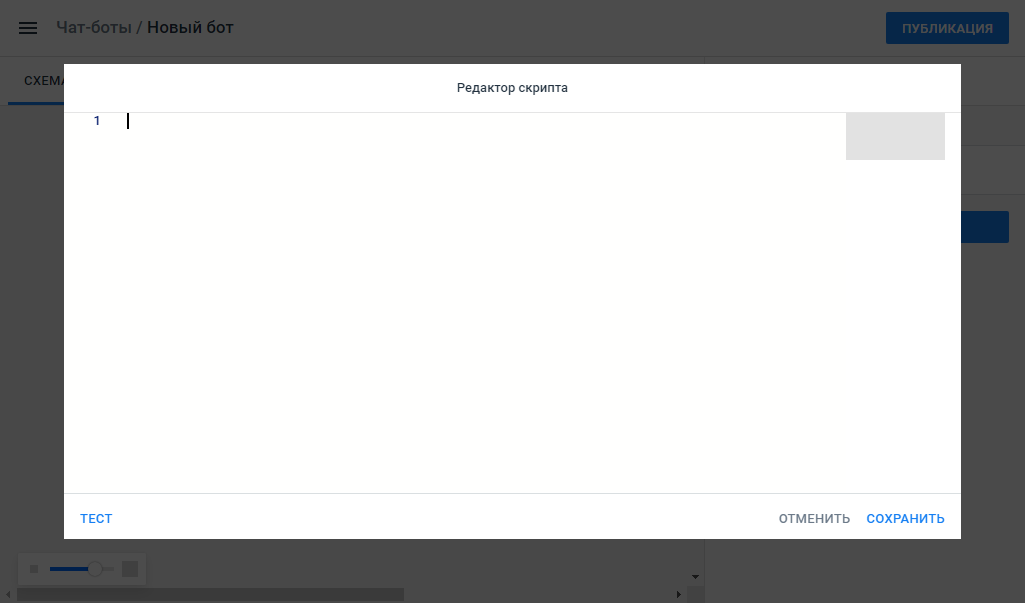 Чат-боты / Новый бот
ПУБЛИКАЦИЯ
СХЕМА
Редактор скрипта
1
ТЕСТ
ОТМЕНИТЬ
СОХРАНИТЬ